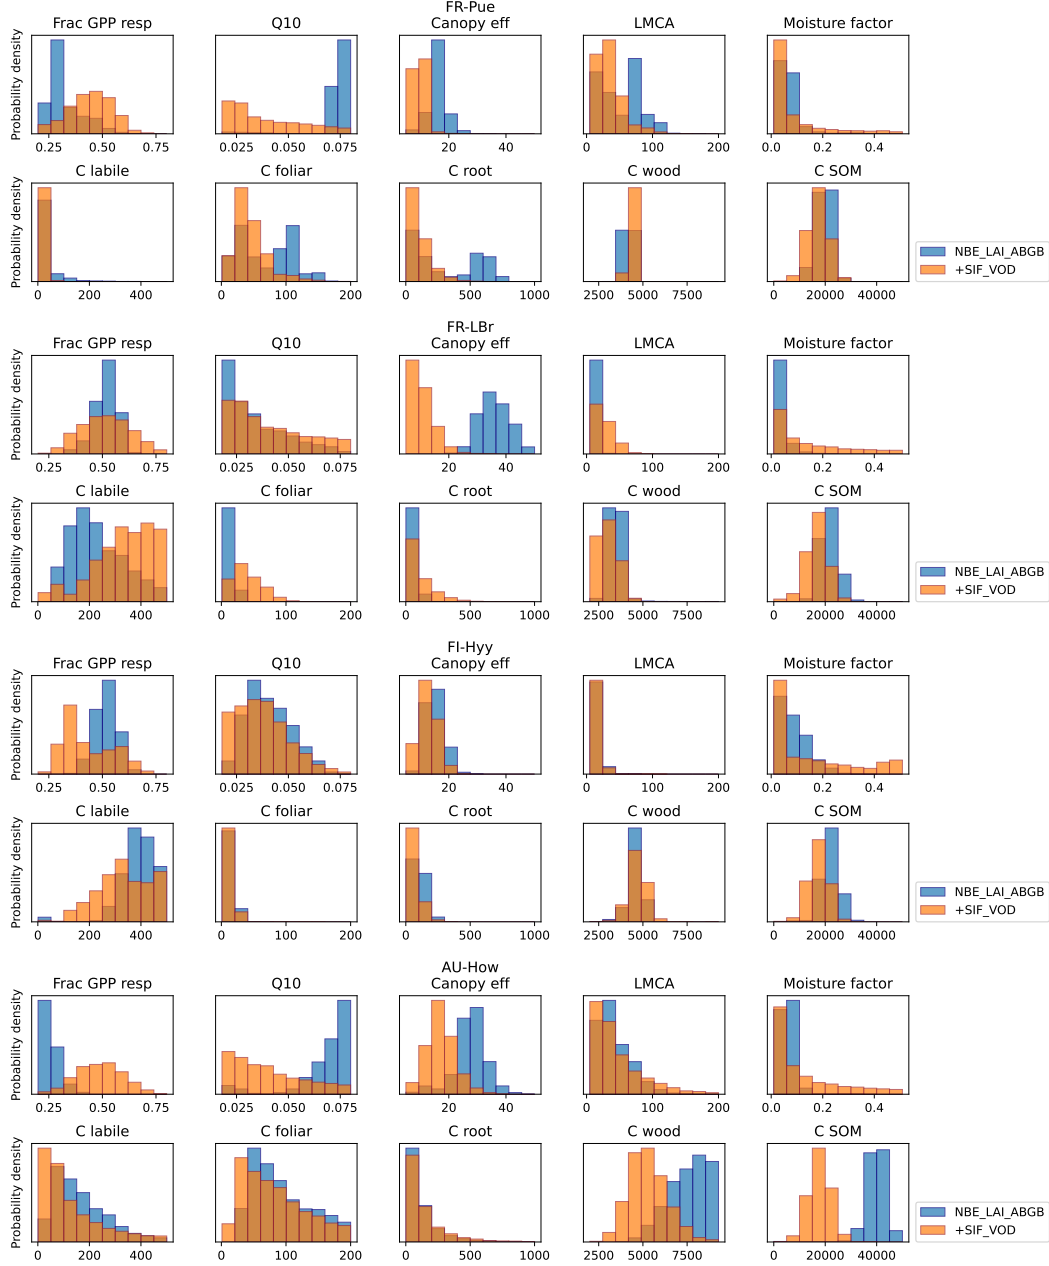 FR-Pue
Frac GPP resp Q10 Canopy eff LMCA Moisture factor
Probability density
0.25 0.50 0.75 0.025 0.050 0.075 20 40 0 100 200 0.0 0.2 0.4
C labile C foliar C root C wood C SOM
Probability density
NBE_LAI_ABGB
+SIF_VOD
0 200 400 0 100 200 0 500 1000 2500 5000 7500 0 20000 40000
FR-LBr
Frac GPP resp Q10 Canopy eff LMCA Moisture factor
Probability density
0.25 0.50 0.75 0.025 0.050 0.075 20 40 0 100 200 0.0 0.2 0.4
C labile C foliar C root C wood C SOM
Probability density
NBE_LAI_ABGB
+SIF_VOD
0 200 400 0 100 200 0 500 1000 2500 5000 7500 0 20000 40000
FI-Hyy
Frac GPP resp Q10 Canopy eff LMCA Moisture factor
Probability density
0.25 0.50 0.75 0.025 0.050 0.075 20 40 0 100 200 0.0 0.2 0.4
C labile C foliar C root C wood C SOM
Probability density
NBE_LAI_ABGB
+SIF_VOD
0 200 400 0 100 200 0 500 1000 2500 5000 7500 0 20000 40000
AU-How
Frac GPP resp Q10 Canopy eff LMCA Moisture factor
Probability density
0.25 0.50 0.75 0.025 0.050 0.075 20 40 0 100 200 0.0 0.2 0.4
C labile C foliar C root C wood C SOM
Probability density
NBE_LAI_ABGB
+SIF_VOD
0 200 400 0 100 200 0 500 1000 2500 5000 7500 0 20000 40000